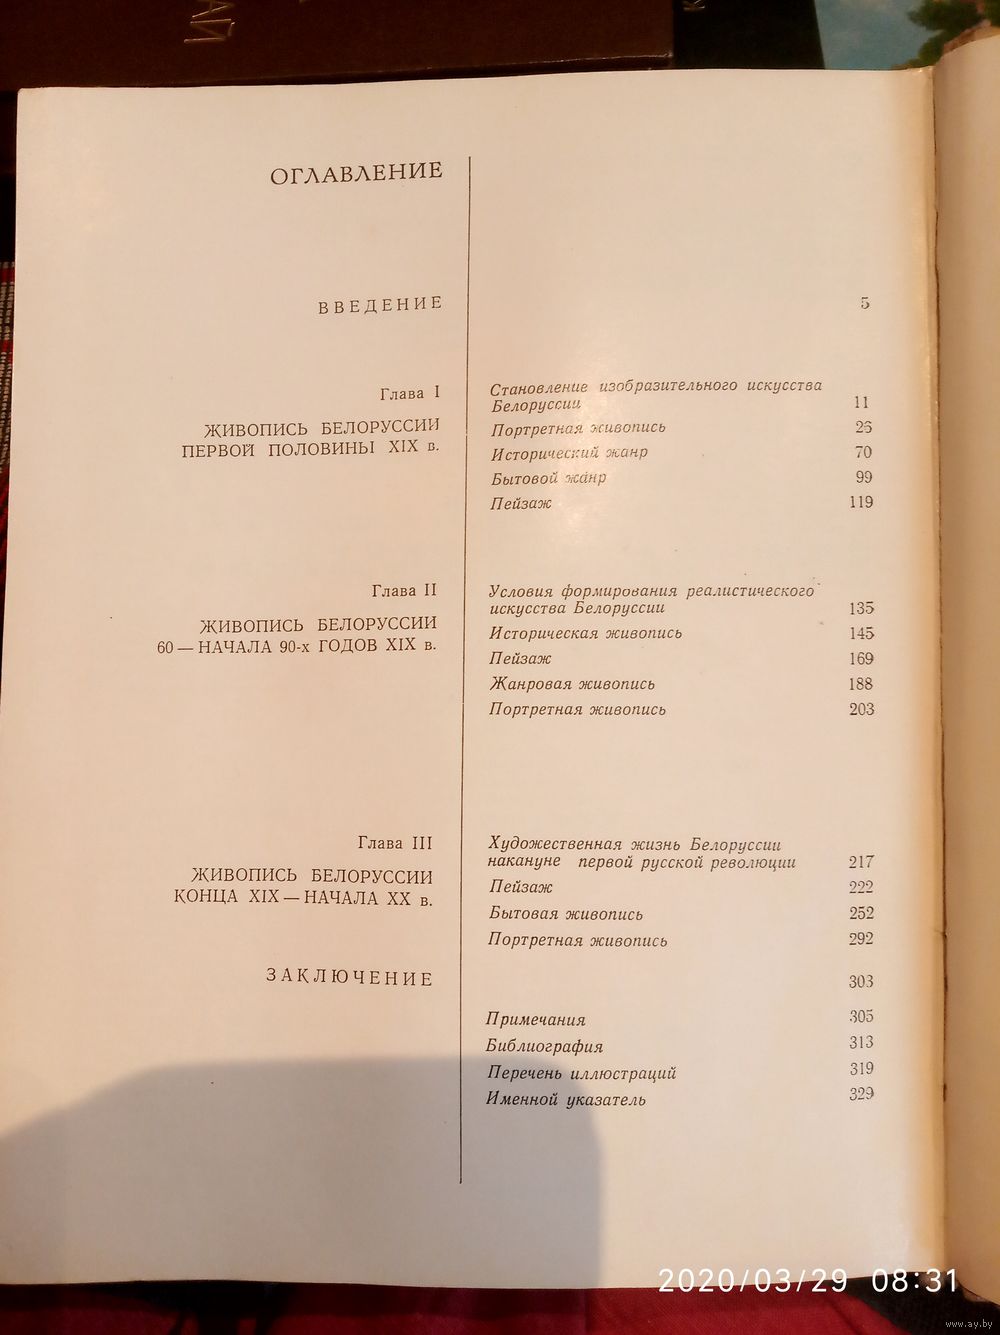 ОГЛАВЛЕНИЕ
ВВЕДЕНИЕ 5
Глава I
ЖИВОПИСЬ БЕЛОРУССИИ
ПЕРВОЙ ПОЛОВИНЫ XIX в.
Становление изобразительного искусства
Белоруссии 11
Портретная живопись 26
Исторический жанр 70
Бытовой жанр 99
Пейзаж 119
Глава II
ЖИВОПИСЬ БЕЛОРУССИИ
60 — НАЧАЛА 90-х ГОДОВ XIX в.
Условия формирования реалистического
искусства Белоруссии 135
Историческая живопись 145
Пейзаж 169
Жанровая живопись 188
Портретная живопись 203
Глава III
ЖИВОПИСЬ БЕЛОРУССИИ
КОНЦА XIX — НАЧАЛА XX в.
Художественная жизнь Белоруссии
накануне первой русской революции 217
Пейзаж 222
Бытовая живопись 252
Портретная живопись 292
ЗАКЛЮЧЕНИЕ 303
Примечания 305
Библиография 313
Перечень иллюстраций 319
Именной указатель 329
2020/03/29 08:31
www.ay.by